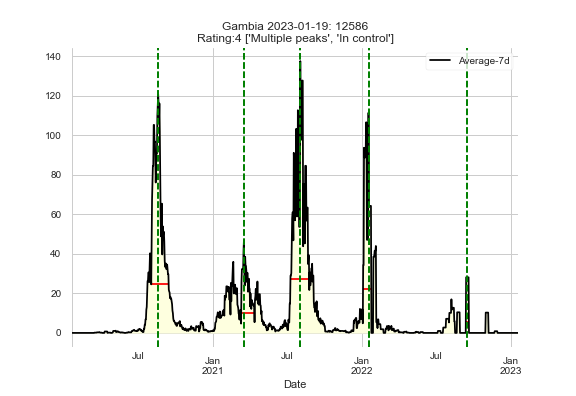 Gambia 2023-01-19: 12586
Rating:4 ['Multiple peaks', 'In control']
Average-7d
140
120
100
80
60
40
20
0
Jul
Jan
2021
Jul
Jan
2022
Jul
Jan
2023
Date